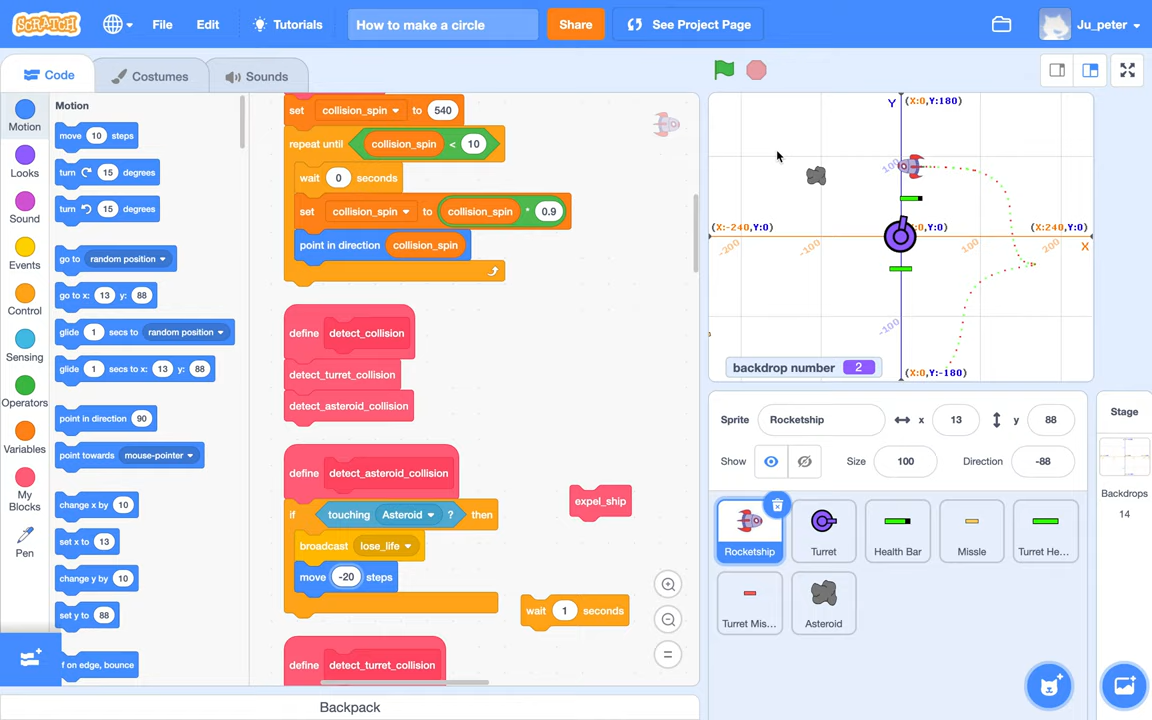 SCRATCH File Edit Tutorials How to make a circle Share See Project Page Ju_peter
Code Costumes Sounds
Motion
Looks
Sound
Events
Control
Sensing
Operators
Variables
My Blocks
Pen
Motion
move 10 steps
turn 15 degrees
turn 15 degrees
go to random position
go to x: 13 y: 88
glide 1 secs to random position
glide 1 secs to x: 13 y: 88
point in direction 90
point towards mouse-pointer
change x by 10
set x to 13
change y by 10
set y to 88
if on edge, bounce
set collision_spin to 540
repeat until collision_spin < 10
wait 0 seconds
set collision_spin to collision_spin * 0.9
point in direction collision_spin
define detect_collision
detect_turret_collision
detect_asteroid_collision
define detect_asteroid_collision
if touching Asteroid ? then
broadcast lose_life
move -20 steps
expel_ship
wait 1 seconds
define detect_turret_collision
Backpack
Y (X:0,Y:180)
100
(X:-240,Y:0) (X:240,Y:0)
-200 -100 100 200 X
-100
backdrop number 2
(X:0,Y:-180)
Sprite Rocketship x 13 y 88
Show Size 100 Direction -88
Rocketship Turret Health Bar Missle Turret He...
Turret Mis... Asteroid
Stage
Backdrops
14